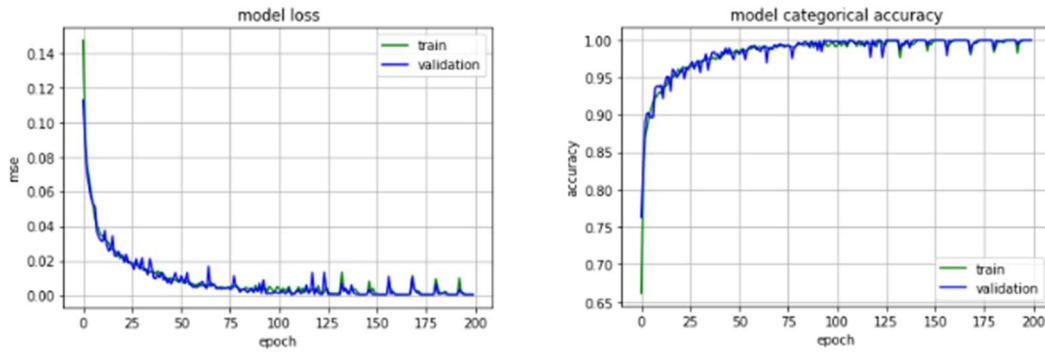 model loss
0.14
0.12
0.10
0.08
0.06
0.04
0.02
0.00
mse
0 25 50 75 100 125 150 175 200
epoch
train
validation
model categorical accuracy
1.00
0.95
0.90
0.85
0.80
0.75
0.70
0.65
accuracy
0 25 50 75 100 125 150 175 200
epoch
train
validation